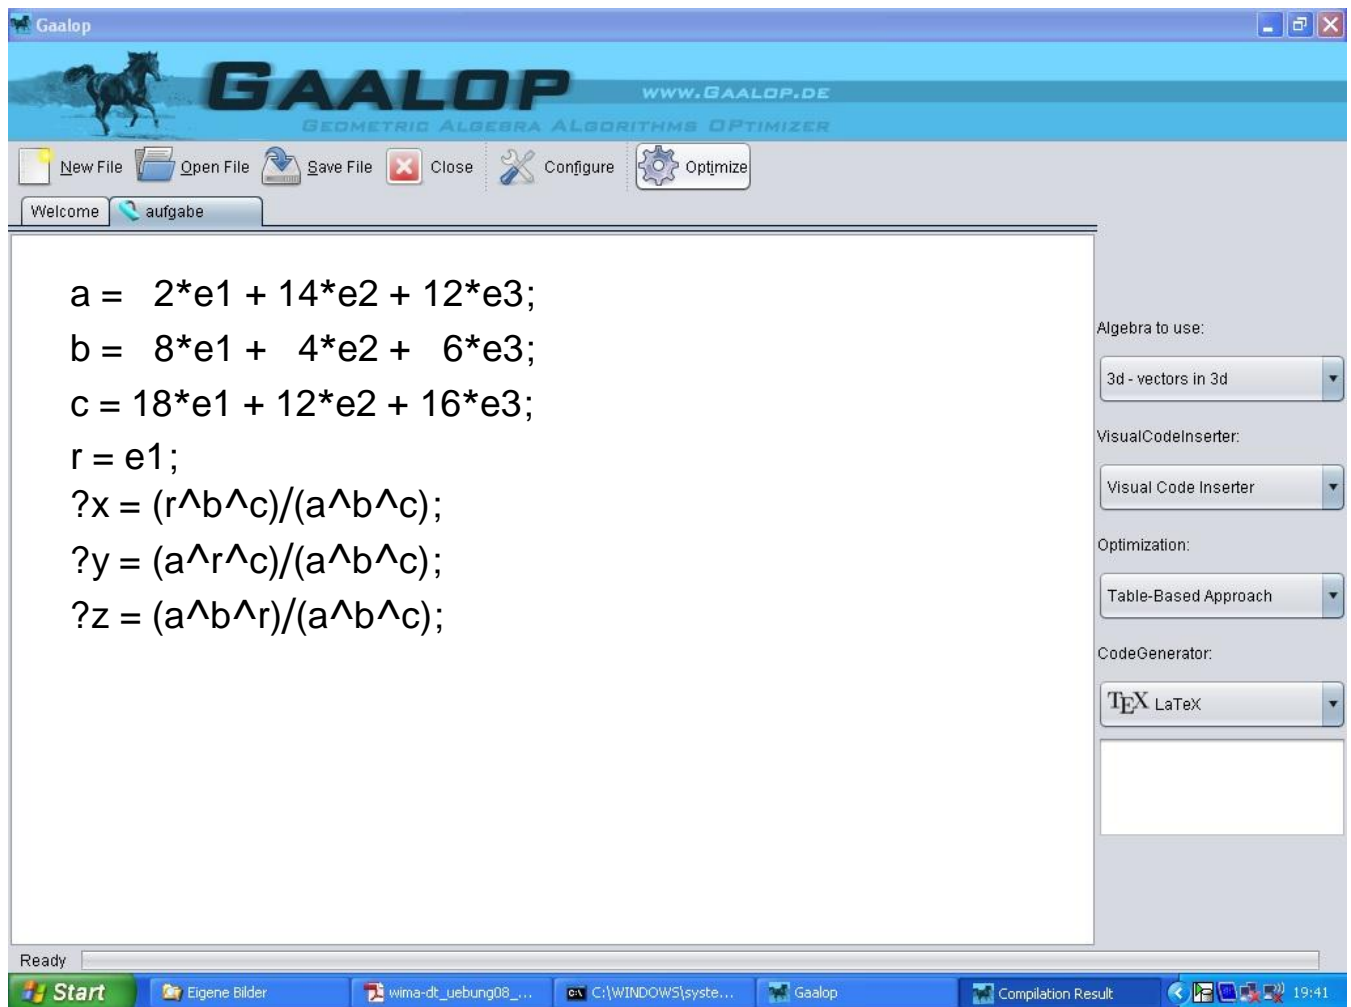 Gaalop
GAALOP
www.GAALOP.DE
GEOMETRIC ALGEBRA ALGORITHMS OPTIMIZER
New File Open File Save File Close Configure Optimize
Welcome aufgabe
a = 2*e1 + 14*e2 + 12*e3;
b = 8*e1 + 4*e2 + 6*e3;
c = 18*e1 + 12*e2 + 16*e3;
r = e1;
?x = (r^b^c)/(a^b^c);
?y = (a^r^c)/(a^b^c);
?z = (a^b^r)/(a^b^c);
Algebra to use:
3d - vectors in 3d
VisualCodeInserter:
Visual Code Inserter
Optimization:
Table-Based Approach
CodeGenerator:
TEX LaTeX
Ready
Start Eigene Bilder wima-dt_uebung08_... C:\WINDOWS\syste... Gaalop Compilation Result 19:41